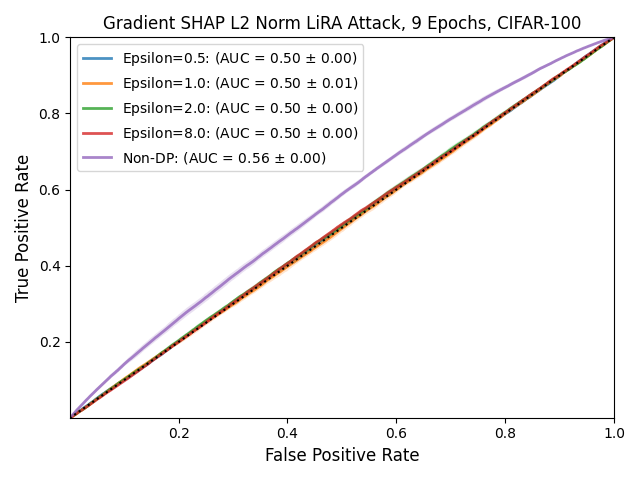 Gradient SHAP L2 Norm LiRA Attack, 9 Epochs, CIFAR-100
Epsilon=0.5: (AUC = 0.50 ± 0.00)
Epsilon=1.0: (AUC = 0.50 ± 0.01)
Epsilon=2.0: (AUC = 0.50 ± 0.00)
Epsilon=8.0: (AUC = 0.50 ± 0.00)
Non-DP: (AUC = 0.56 ± 0.00)
True Positive Rate
1.0
0.8
0.6
0.4
0.2
0.2 0.4 0.6 0.8 1.0
False Positive Rate